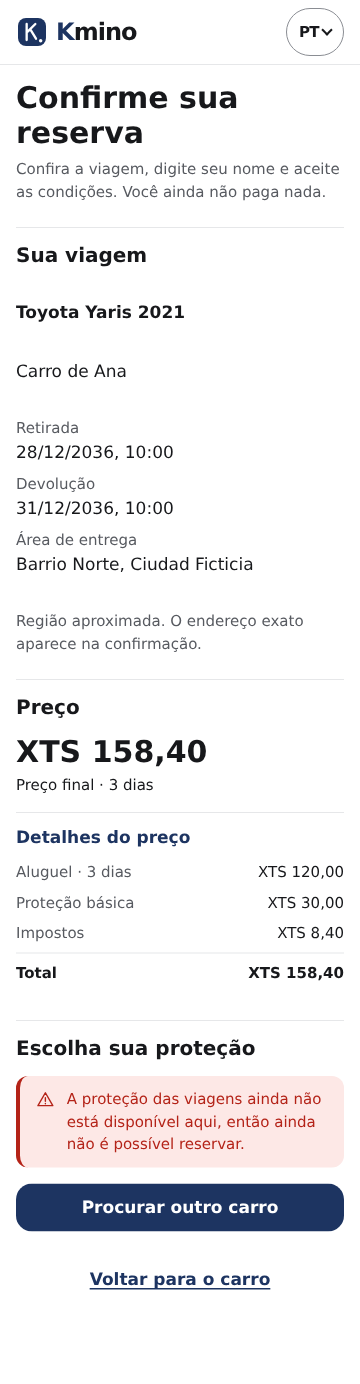 K. Kmino
PT
Confirme sua
reserva
Confira a viagem, digite seu nome e aceite
as condições. Você ainda não paga nada.
Sua viagem
Toyota Yaris 2021
Carro de Ana
Retirada
28/12/2036, 10:00
Devolução
31/12/2036, 10:00
Área de entrega
Barrio Norte, Ciudad Ficticia
Região aproximada. O endereço exato
aparece na confirmação.
Preço
XTS 158,40
Preço final · 3 dias
Detalhes do preço
Aluguel · 3 dias XTS 120,00
Proteção básica XTS 30,00
Impostos XTS 8,40
Total XTS 158,40
Escolha sua proteção
A proteção das viagens ainda não
está disponível aqui, então ainda
não é possível reservar.
Procurar outro carro
Voltar para o carro